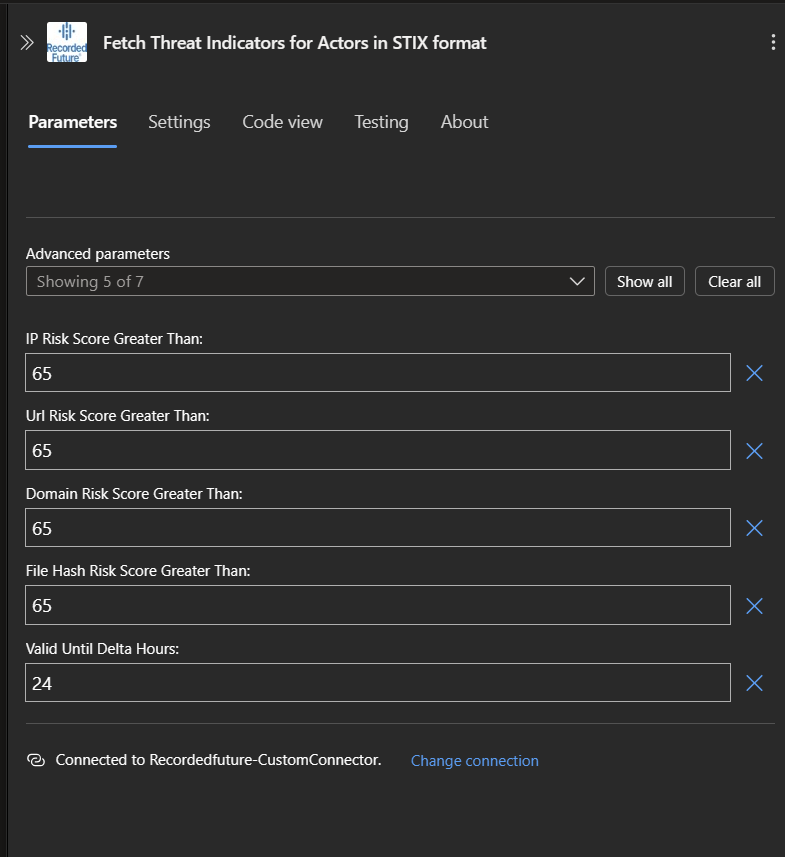 Recorded
Future
Fetch Threat Indicators for Actors in STIX format
Parameters Settings Code view Testing About
Advanced parameters
Showing 5 of 7 Show all Clear all
IP Risk Score Greater Than:
65
Url Risk Score Greater Than:
65
Domain Risk Score Greater Than:
65
File Hash Risk Score Greater Than:
65
Valid Until Delta Hours:
24
Connected to Recordedfuture-CustomConnector. Change connection